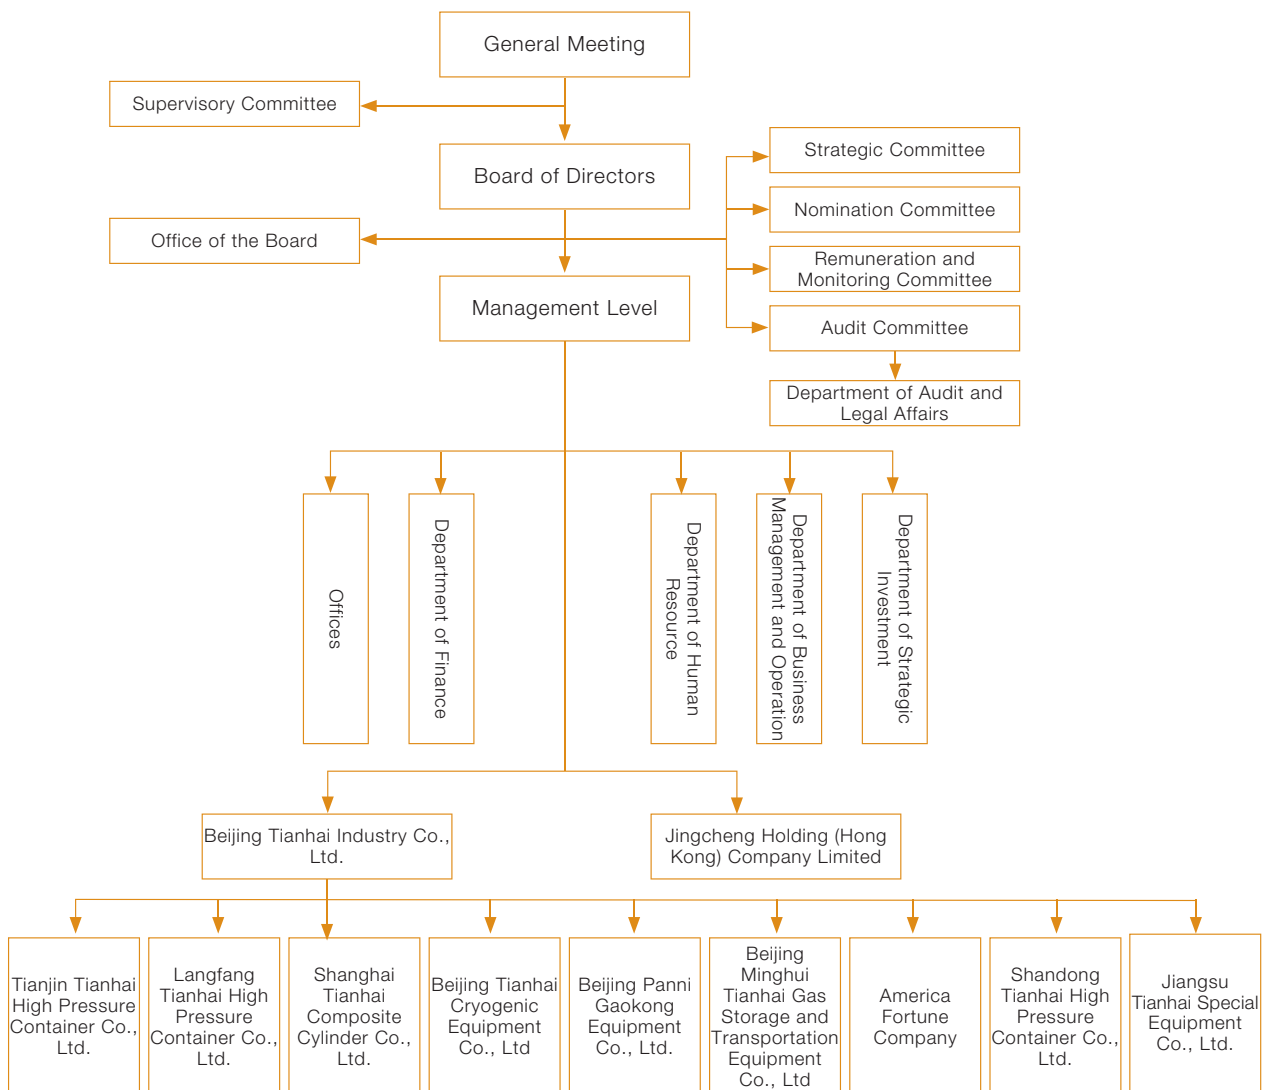 General Meeting
Supervisory Committee
Board of Directors
Strategic Committee
Nomination Committee
Office of the Board
Remuneration and
Monitoring Committee
Management Level
Audit Committee
Department of Audit and
Legal Affairs
Offices
Department of Finance
Department of Human
Resource
Department of Business
Management and Operation
Department of Strategic
Investment
Beijing Tianhai Industry Co.,
Ltd.
Jingcheng Holding (Hong
Kong) Company Limited
Tianjin Tianhai
High Pressure
Container Co.,
Ltd.
Langfang
Tianhai High
Pressure
Container Co.,
Ltd.
Shanghai
Tianhai
Composite
Cylinder Co.,
Ltd.
Beijing Tianhai
Cryogenic
Equipment
Co., Ltd
Beijing Panni
Gaokong
Equipment
Co., Ltd.
Beijing
Minghui
Tianhai Gas
Storage and
Transportation
Equipment
Co., Ltd
America
Fortune
Company
Shandong
Tianhai High
Pressure
Container Co.,
Ltd.
Jiangsu
Tianhai Special
Equipment
Co., Ltd.